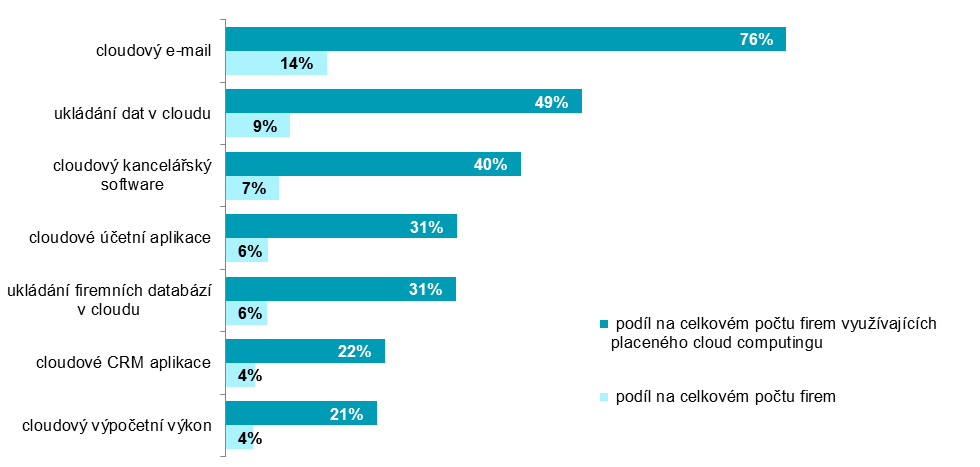 cloudový e-mail
76%
14%
ukládání dat v cloudu
49%
9%
cloudový kancelářský
software
40%
7%
cloudové účetní aplikace
31%
6%
ukládání firemních databází
v cloudu
31%
6%
cloudové CRM aplikace
22%
4%
cloudový výpočetní výkon
21%
4%
podíl na celkovém počtu firem využívajících
placeného cloud computingu
podíl na celkovém počtu firem